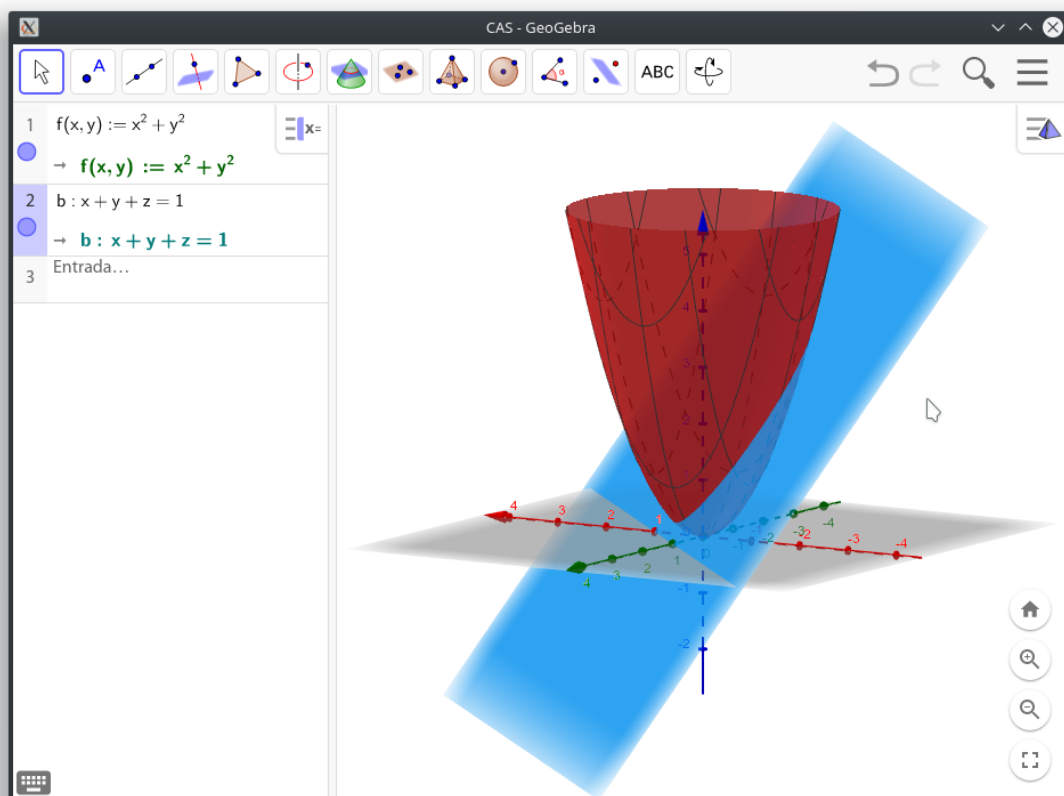 CAS - GeoGebra
A
α
ABC
1
f(x, y) := x² + y²
x=
→ f(x, y) := x² + y²
2
b : x + y + z = 1
→ b : x + y + z = 1
3
Entrada…
5
4
3
2
1
0
-1
-2
4
3
2
1
-1
-2
-3
-4
4
3
2
1
-1
-2
-3
-4